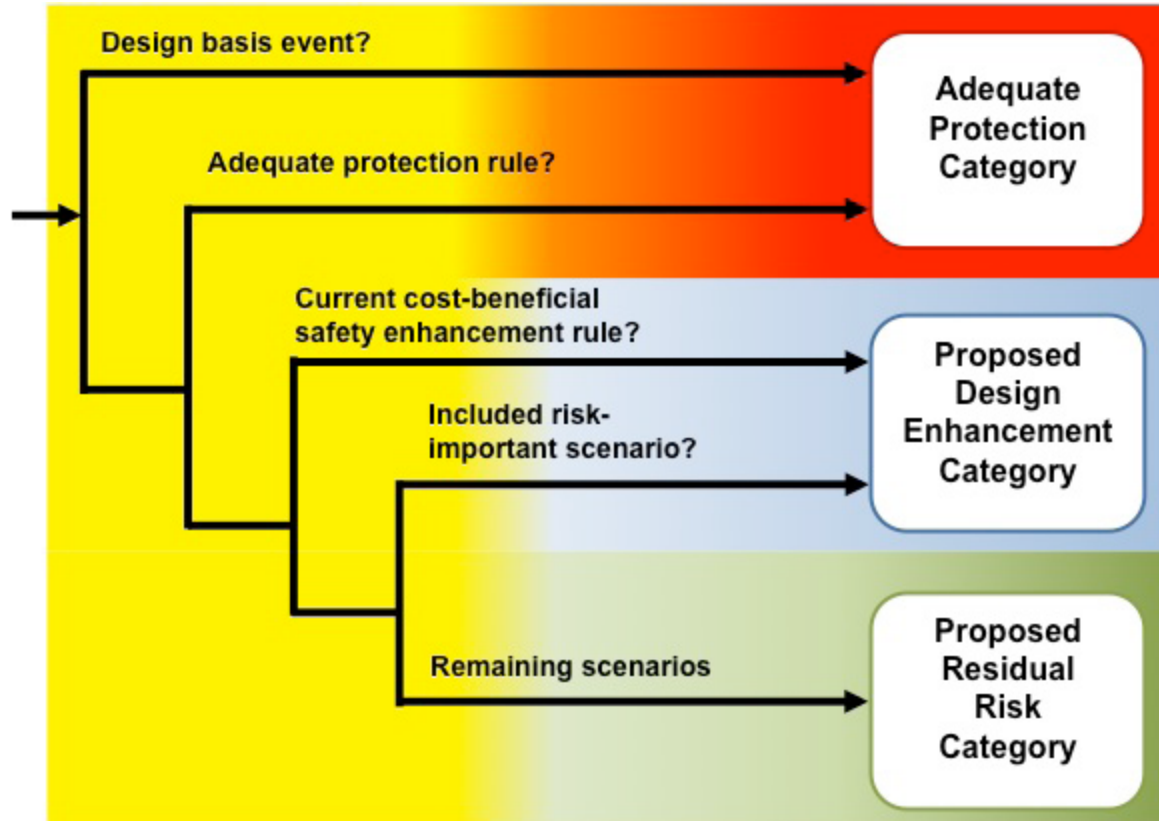 Design basis event?
Adequate
Protection
Category
Adequate protection rule?
Current cost-beneficial
safety enhancement rule?
Proposed
Design
Enhancement
Category
Included risk-
important scenario?
Remaining scenarios
Proposed
Residual
Risk
Category